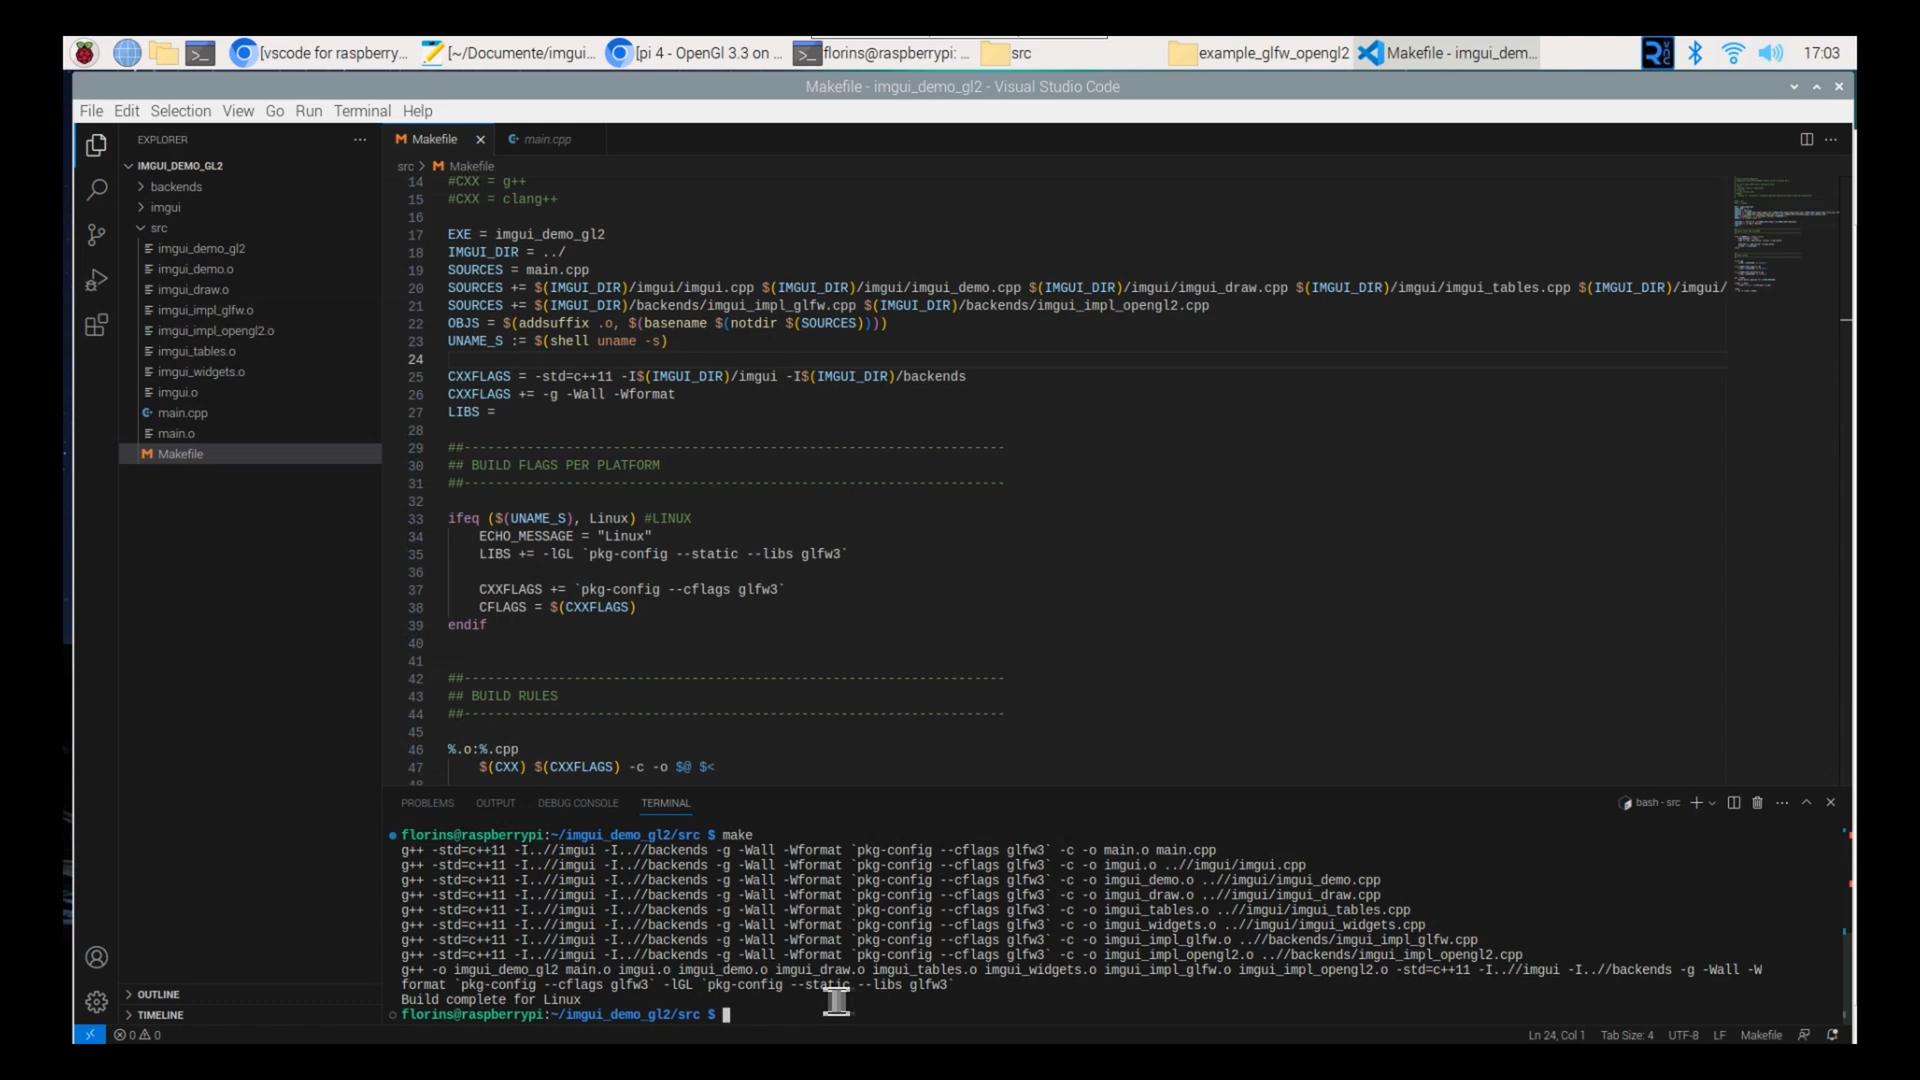 [vscode for raspberry...
[~/Documente/imgui...
[pi 4 - OpenGl 3.3 on ...
florins@raspberrypi: ...
src
example_glfw_opengl2
Makefile - imgui_dem...
17:03
Makefile - imgui_demo_gl2 - Visual Studio Code
File Edit Selection View Go Run Terminal Help
EXPLORER
IMGUI_DEMO_GL2
backends
imgui
src
imgui_demo_gl2
imgui_demo.o
imgui_draw.o
imgui_impl_glfw.o
imgui_impl_opengl2.o
imgui_tables.o
imgui_widgets.o
imgui.o
main.cpp
main.o
Makefile
OUTLINE
TIMELINE
Makefile
main.cpp
src > Makefile
14 #CXX = g++
15 #CXX = clang++
16
17 EXE = imgui_demo_gl2
18 IMGUI_DIR = ../
19 SOURCES = main.cpp
20 SOURCES += $(IMGUI_DIR)/imgui/imgui.cpp $(IMGUI_DIR)/imgui/imgui_demo.cpp $(IMGUI_DIR)/imgui/imgui_draw.cpp $(IMGUI_DIR)/imgui/imgui_tables.cpp $(IMGUI_DIR)/imgui/
21 SOURCES += $(IMGUI_DIR)/backends/imgui_impl_glfw.cpp $(IMGUI_DIR)/backends/imgui_impl_opengl2.cpp
22 OBJS = $(addsuffix .o, $(basename $(notdir $(SOURCES))))
23 UNAME_S := $(shell uname -s)
24
25 CXXFLAGS = -std=c++11 -I$(IMGUI_DIR)/imgui -I$(IMGUI_DIR)/backends
26 CXXFLAGS += -g -Wall -Wformat
27 LIBS =
28
29 ##---------------------------------------------------------------------
30 ## BUILD FLAGS PER PLATFORM
31 ##---------------------------------------------------------------------
32
33 ifeq ($(UNAME_S), Linux) #LINUX
34 ECHO_MESSAGE = "Linux"
35 LIBS += -lGL `pkg-config --static --libs glfw3`
36
37 CXXFLAGS += `pkg-config --cflags glfw3`
38 CFLAGS = $(CXXFLAGS)
39 endif
40
41
42 ##---------------------------------------------------------------------
43 ## BUILD RULES
44 ##---------------------------------------------------------------------
45
46 %.o:%.cpp
47 $(CXX) $(CXXFLAGS) -c -o $@ $<
PROBLEMS OUTPUT DEBUG CONSOLE TERMINAL
bash - src
florins@raspberrypi:~/imgui_demo_gl2/src $ make
g++ -std=c++11 -I..//imgui -I..//backends -g -Wall -Wformat `pkg-config --cflags glfw3` -c -o main.o main.cpp
g++ -std=c++11 -I..//imgui -I..//backends -g -Wall -Wformat `pkg-config --cflags glfw3` -c -o imgui.o ..//imgui/imgui.cpp
g++ -std=c++11 -I..//imgui -I..//backends -g -Wall -Wformat `pkg-config --cflags glfw3` -c -o imgui_demo.o ..//imgui/imgui_demo.cpp
g++ -std=c++11 -I..//imgui -I..//backends -g -Wall -Wformat `pkg-config --cflags glfw3` -c -o imgui_draw.o ..//imgui/imgui_draw.cpp
g++ -std=c++11 -I..//imgui -I..//backends -g -Wall -Wformat `pkg-config --cflags glfw3` -c -o imgui_tables.o ..//imgui/imgui_tables.cpp
g++ -std=c++11 -I..//imgui -I..//backends -g -Wall -Wformat `pkg-config --cflags glfw3` -c -o imgui_widgets.o ..//imgui/imgui_widgets.cpp
g++ -std=c++11 -I..//imgui -I..//backends -g -Wall -Wformat `pkg-config --cflags glfw3` -c -o imgui_impl_glfw.o ..//backends/imgui_impl_glfw.cpp
g++ -std=c++11 -I..//imgui -I..//backends -g -Wall -Wformat `pkg-config --cflags glfw3` -c -o imgui_impl_opengl2.o ..//backends/imgui_impl_opengl2.cpp
g++ -o imgui_demo_gl2 main.o imgui.o imgui_demo.o imgui_draw.o imgui_tables.o imgui_widgets.o imgui_impl_glfw.o imgui_impl_opengl2.o -std=c++11 -I..//imgui -I..//backends -g -Wall -W
format `pkg-config --cflags glfw3` -lGL `pkg-config --static --libs glfw3`
Build complete for Linux
florins@raspberrypi:~/imgui_demo_gl2/src $
0 0
Ln 24, Col 1 Tab Size: 4 UTF-8 LF Makefile